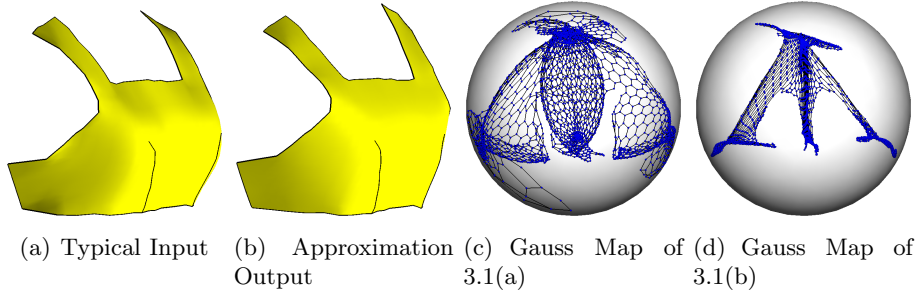 (a) Typical Input
(b) Approximation Output
(c) Gauss Map of 3.1(a)
(d) Gauss Map of 3.1(b)